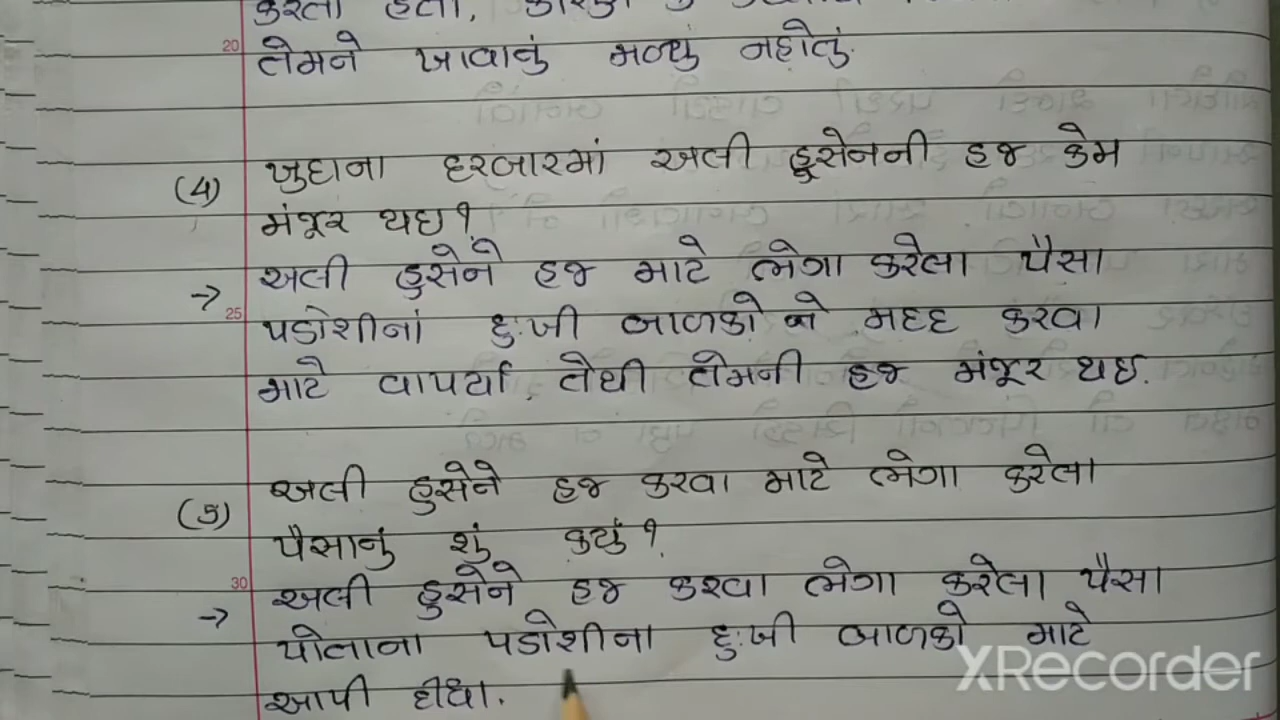 કરતા હતા,
20 તેમને ખાવાનું મળ્યું નહોતું.
(4) ખુદાના દરબારમાં અલી હૂસેનની હજ કેમ
મંજૂર થઇ ?
→ અલી હુસેને હજ માટે ભેગા કરેલા પૈસા
25 પડોશીનાં દુઃખી બાળકો ને મદદ કરવા
માટે વાપર્યા, તેથી તેમની હજ મંજૂર થઇ.
(5) અલી હુસેને હજ કરવા માટે ભેગા કરેલા
પૈસાનું શું કર્યું ?
30 અલી હુસેને હજ કરવા ભેગા કરેલા પૈસા
→ પોતાના પડોશીના દુઃખી બાળકો માટે
આપી દીધા.
XRecorder